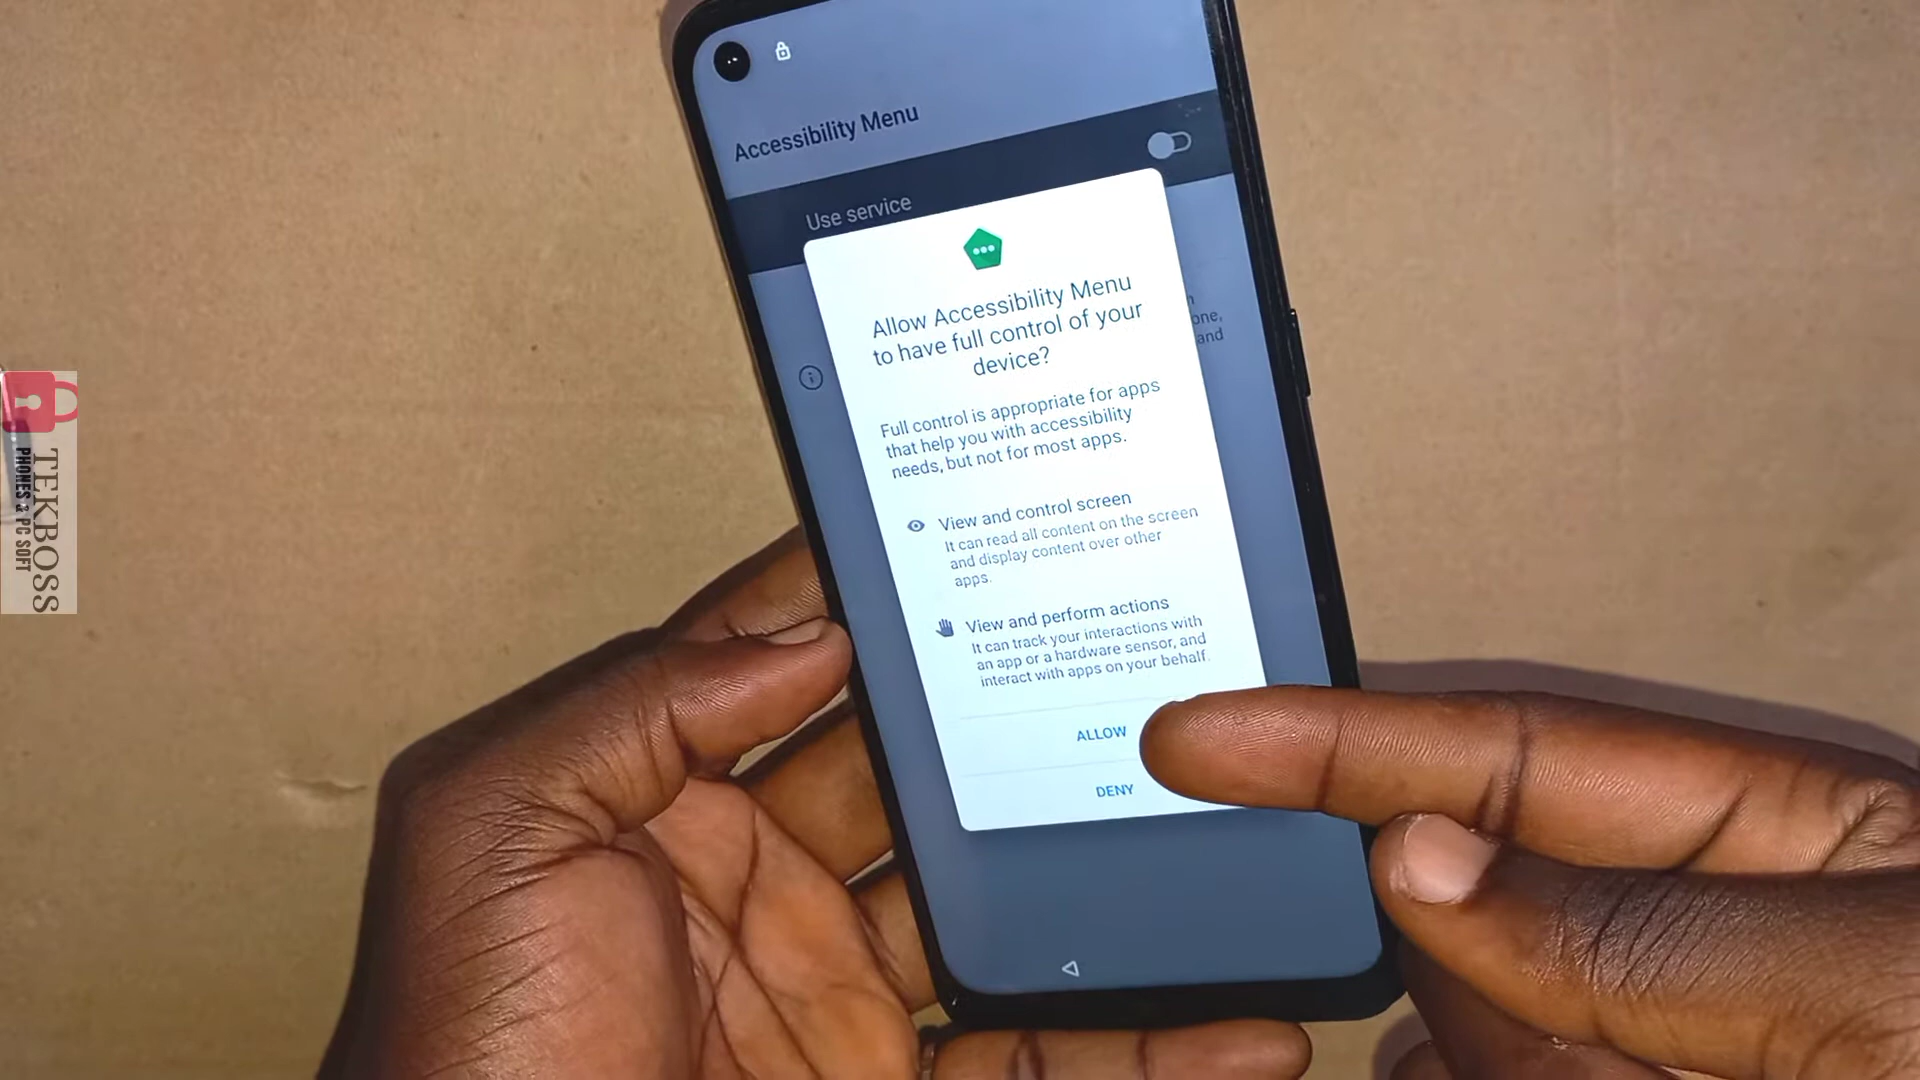 Accessibility Menu
Use service
Allow Accessibility Menu
to have full control of your
device?
Full control is appropriate for apps
that help you with accessibility
needs, but not for most apps.
View and control screen
It can read all content on the screen
and display content over other
apps.
View and perform actions
It can track your interactions with
an app or a hardware sensor, and
interact with apps on your behalf.
ALLOW
DENY
one,
and
TEKBOSS
PHONES & PC SOFT